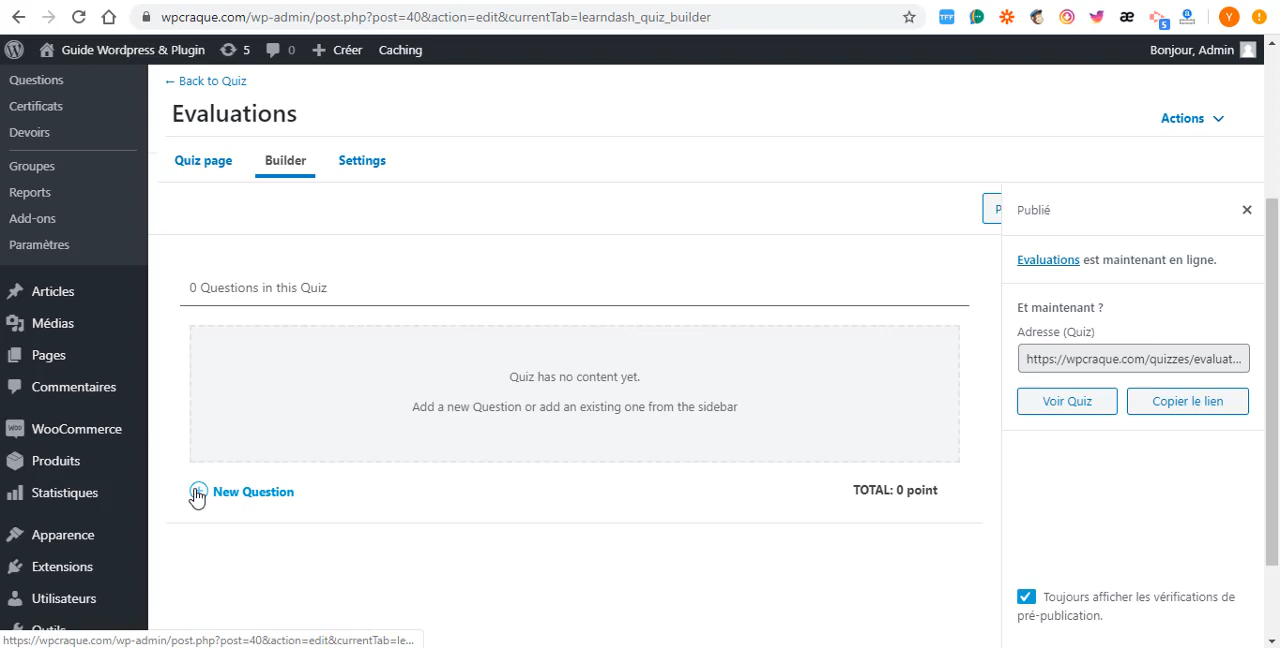 wpcraque.com/wp-admin/post.php?post=40&action=edit&currentTab=learndash_quiz_builder
TFF
æ
5
Y
Guide Wordpress & Plugin
5
0
Créer
Caching
Bonjour, Admin
Questions
Certificats
Devoirs
Groupes
Reports
Add-ons
Paramètres
Articles
Médias
Pages
Commentaires
WooCommerce
Produits
Statistiques
Apparence
Extensions
Utilisateurs
Outils
← Back to Quiz
Evaluations
Actions
Quiz page
Builder
Settings
P
0 Questions in this Quiz
Quiz has no content yet.
Add a new Question or add an existing one from the sidebar
New Question
TOTAL: 0 point
Publié
Evaluations est maintenant en ligne.
Et maintenant ?
Adresse (Quiz)
https://wpcraque.com/quizzes/evaluat...
Voir Quiz
Copier le lien
Toujours afficher les vérifications de
pré-publication.
https://wpcraque.com/wp-admin/post.php?post=40&action=edit&currentTab=le...